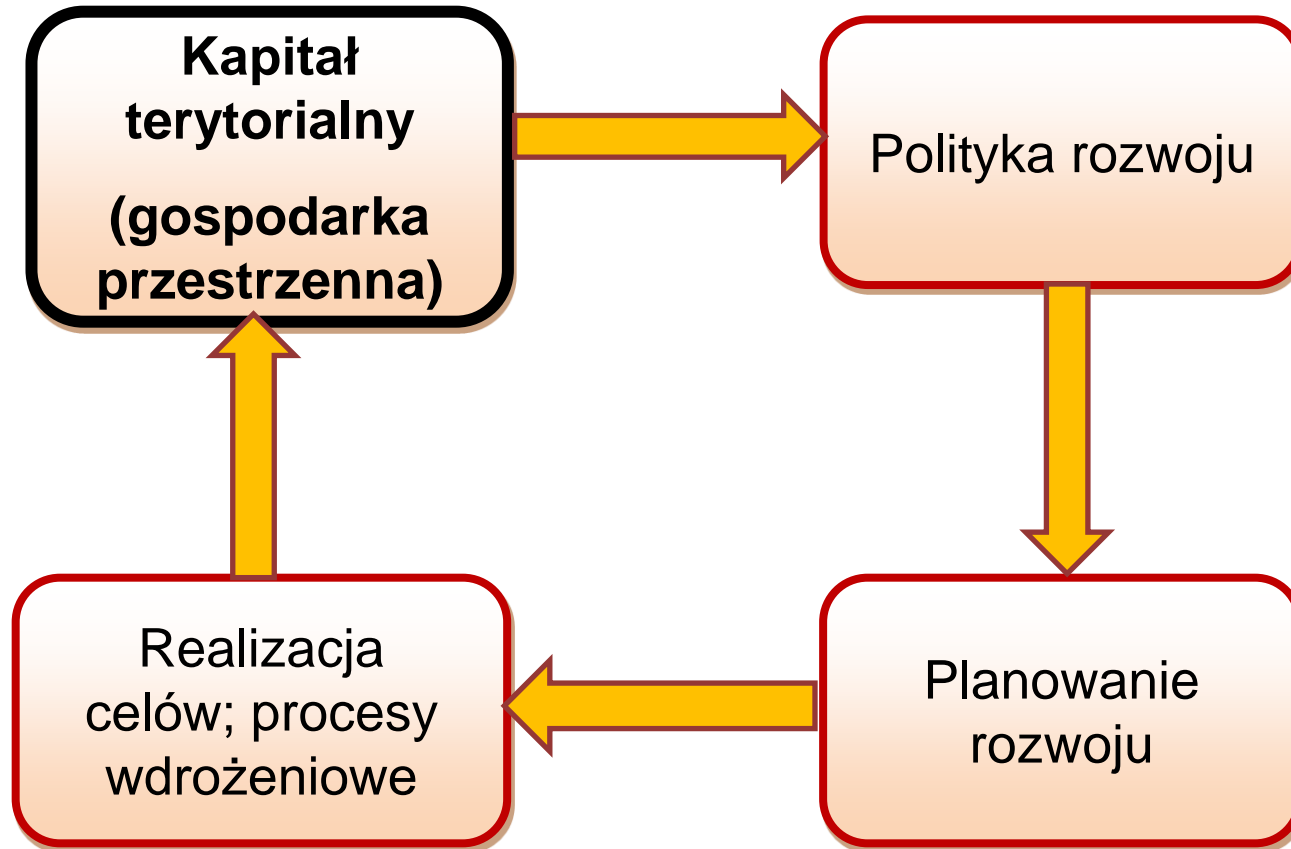 Kapitał
terytorialny
(gospodarka
przestrzenna)
Polityka rozwoju
Realizacja
celów; procesy
wdrożeniowe
Planowanie
rozwoju